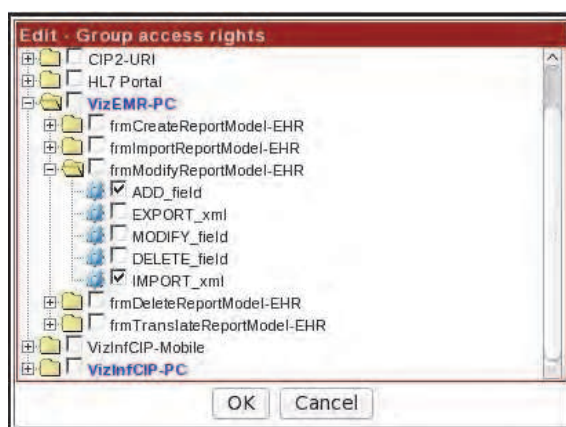 Edit - Group access rights
CIP2-URI
HL7 Portal
VizEMR-PC
frmCreateReportModel-EHR
frmImportReportModel-EHR
frmModifyReportModel-EHR
ADD_field
EXPORT_xml
MODIFY_field
DELETE_field
IMPORT_xml
frmDeleteReportModel-EHR
frmTranslateReportModel-EHR
VizInfCIP-Mobile
VizInfCIP-PC
OK Cancel